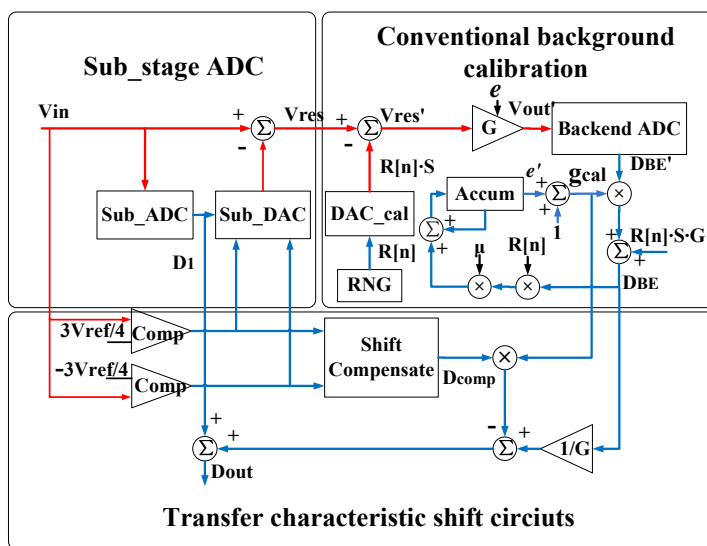 Sub_stage ADC
Conventional background
calibration
Vin
+
-
Σ
Vres
+
-
Σ
Vres'
e
G
Vout'
Backend ADC
R[n]·S
DBE'
Sub_ADC
Sub_DAC
DAC_cal
Accum
e'
+
Σ
+
1
gcal
×
D1
R[n]
RNG
+
Σ
+
μ
×
R[n]
×
+
Σ
+
R[n]·S·G
DBE
3Vref/4
Comp
-3Vref/4
Comp
Shift
Compensate
Dcomp
×
-
+
Σ
1/G
+
+
Σ
Dout
Transfer characteristic shift circiuts